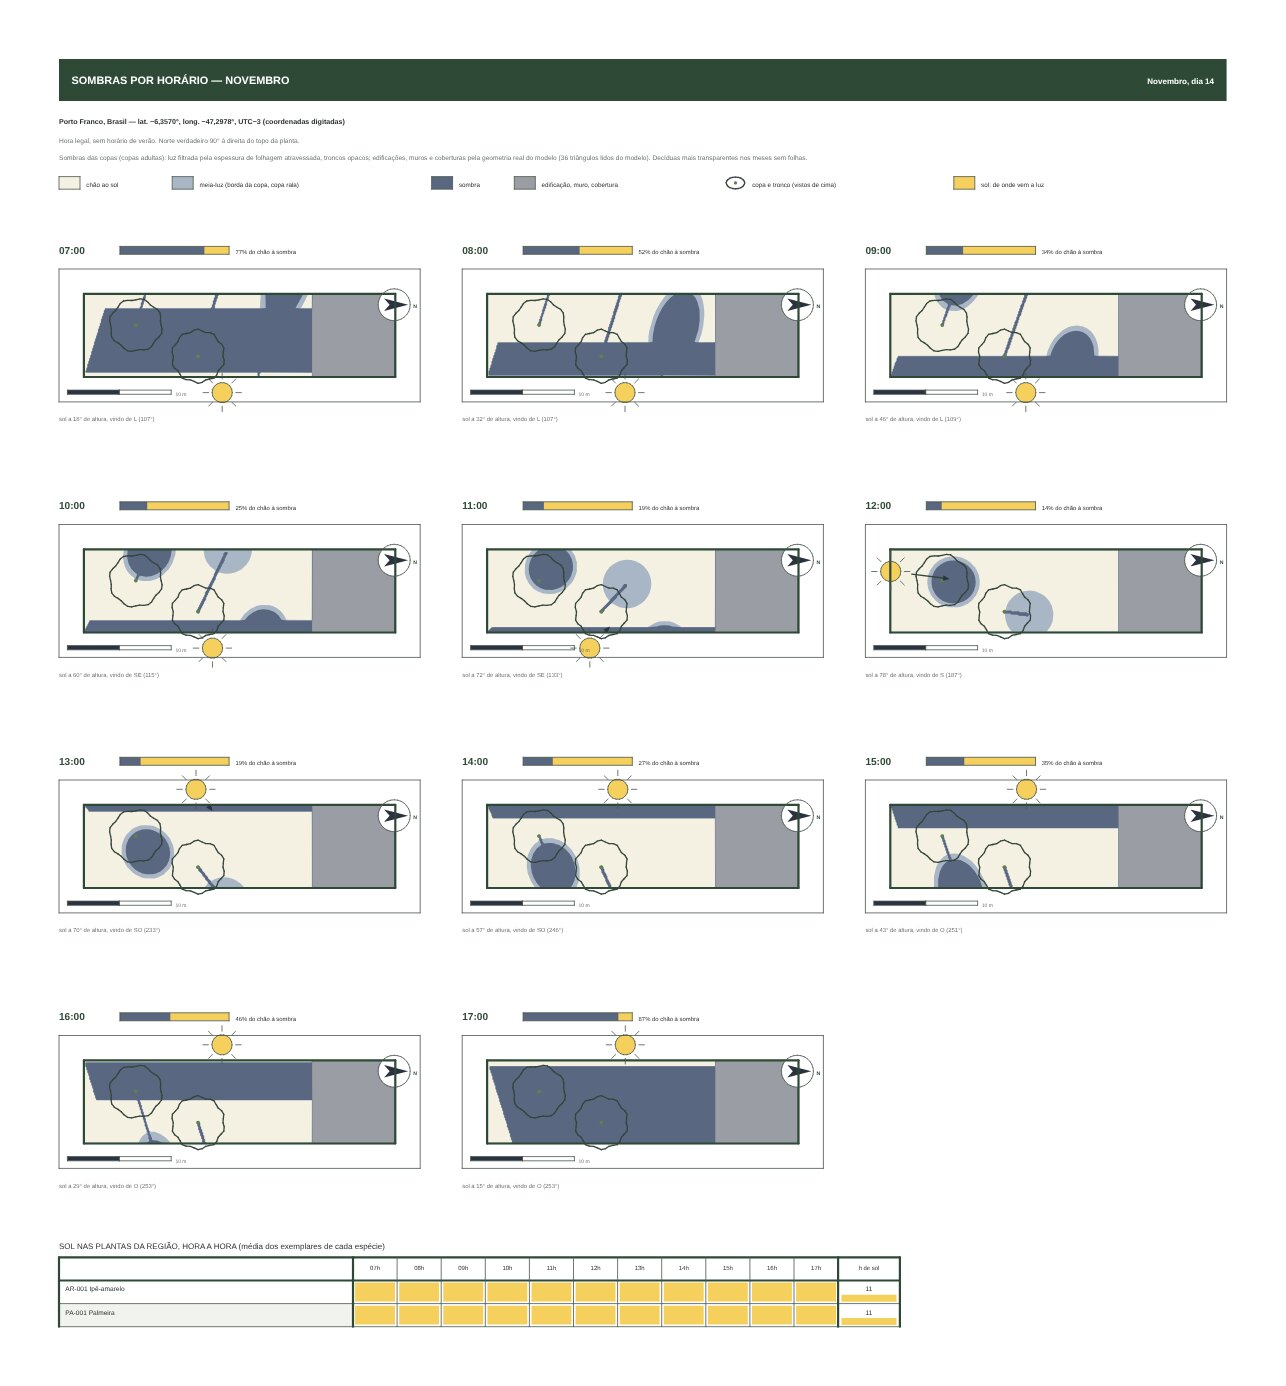 SOMBRAS POR HORÁRIO — NOVEMBRO Novembro, dia 14
Porto Franco, Brasil — lat. −6,3570°, long. −47,2978°, UTC−3 (coordenadas digitadas)
Hora legal, sem horário de verão. Norte verdadeiro 90° à direita do topo da planta.
Sombras das copas (copas adultas): luz filtrada pela espessura de folhagem atravessada, troncos opacos; edificações, muros e coberturas pela geometria real do modelo (36 triângulos lidos do modelo). Decíduas mais transparentes nos meses sem folhas.
chão ao sol meia-luz (borda da copa, copa rala) sombra edificação, muro, cobertura copa e tronco (vistos de cima) sol: de onde vem a luz
07:00 77% do chão à sombra 08:00 52% do chão à sombra 09:00 34% do chão à sombra
N N N
10 m 10 m 10 m
sol a 18° de altura, vindo de L (107°) sol a 32° de altura, vindo de L (107°) sol a 46° de altura, vindo de L (109°)
10:00 25% do chão à sombra 11:00 19% do chão à sombra 12:00 14% do chão à sombra
N N N
10 m 10 m 10 m
sol a 60° de altura, vindo de SE (115°) sol a 72° de altura, vindo de SE (133°) sol a 78° de altura, vindo de S (187°)
13:00 19% do chão à sombra 14:00 27% do chão à sombra 15:00 35% do chão à sombra
N N N
10 m 10 m 10 m
sol a 70° de altura, vindo de SO (233°) sol a 57° de altura, vindo de SO (246°) sol a 43° de altura, vindo de O (251°)
16:00 46% do chão à sombra 17:00 87% do chão à sombra
N N
10 m 10 m
sol a 29° de altura, vindo de O (253°) sol a 15° de altura, vindo de O (253°)
SOL NAS PLANTAS DA REGIÃO, HORA A HORA (média dos exemplares de cada espécie)
07h 08h 09h 10h 11h 12h 13h 14h 15h 16h 17h h de sol
AR-001 Ipê-amarelo 11
PA-001 Palmeira 11